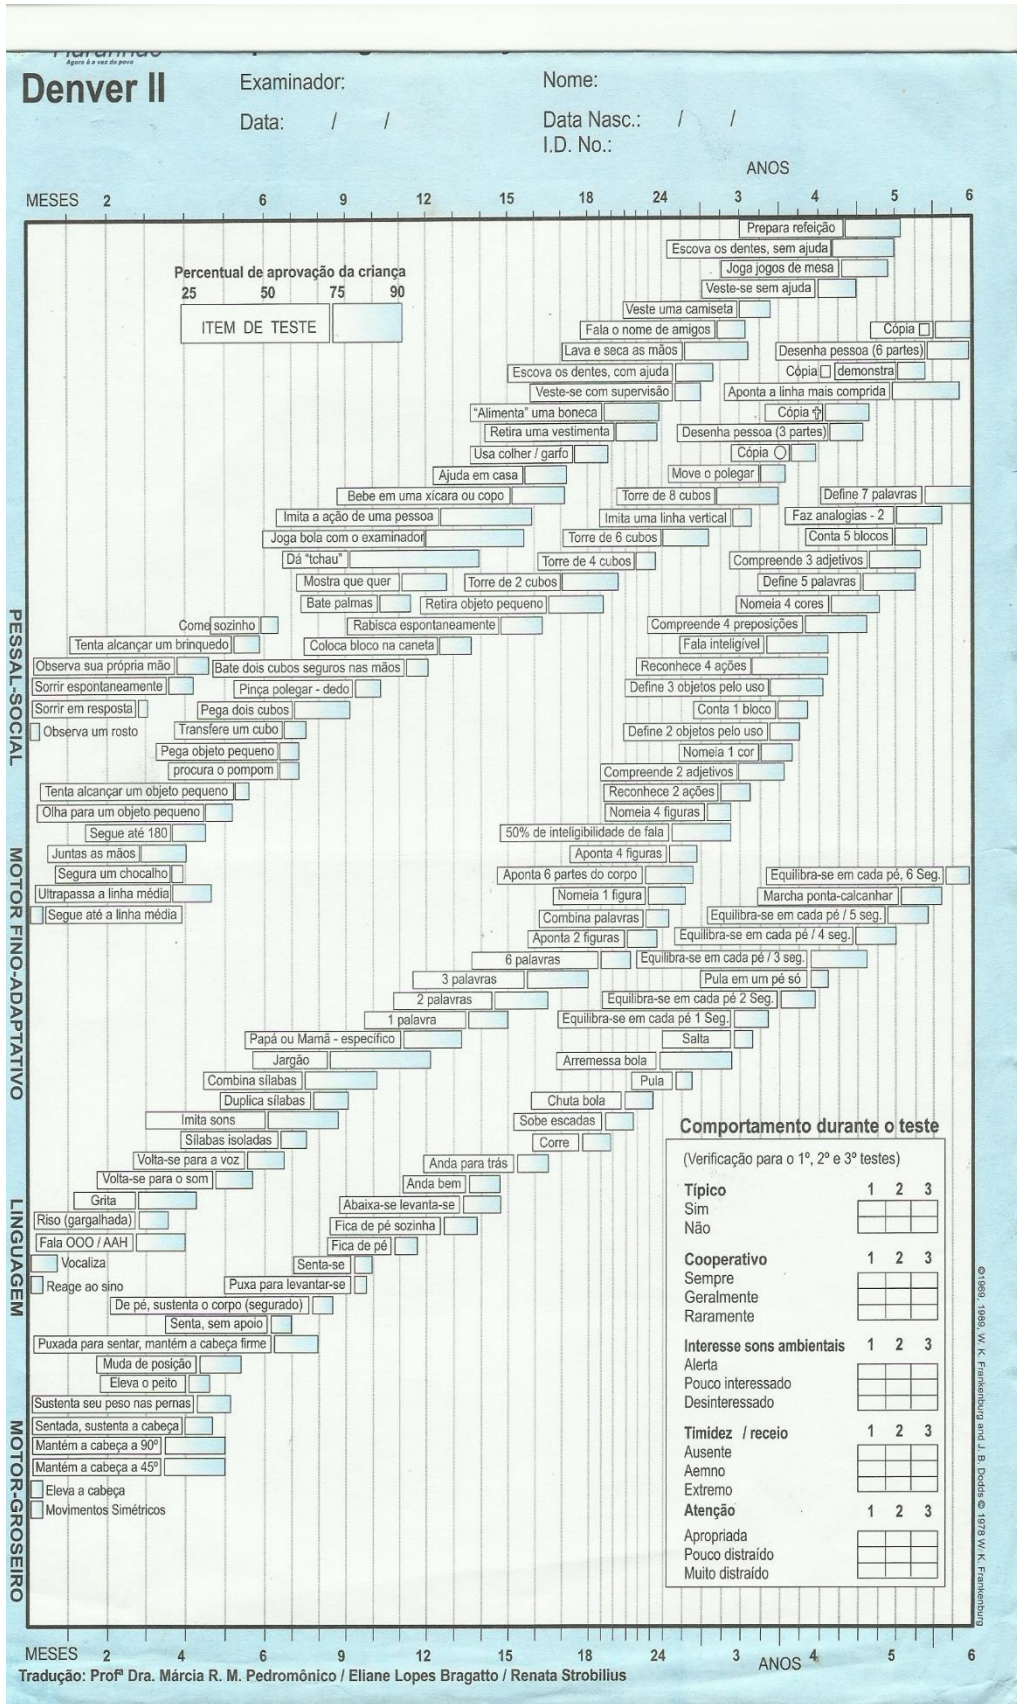 Agora é a vez do povo
Denver II
Examinador:
Nome:
Data: / /
Data Nasc.: / /
I.D. No.:
ANOS
MESES 2 6 9 12 15 18 24 3 4 5 6
Prepara refeição
Escova os dentes, sem ajuda
Joga jogos de mesa
Percentual de aprovação da criança
25 50 75 90
ITEM DE TESTE
Veste-se sem ajuda
Veste uma camiseta
Fala o nome de amigos
Cópia □
Lava e seca as mãos
Desenha pessoa (6 partes)
Escova os dentes, com ajuda
Cópia □ demonstra
Veste-se com supervisão
Aponta a linha mais comprida
"Alimenta" uma boneca
Cópia ✞
Retira uma vestimenta
Desenha pessoa (3 partes)
Usa colher / garfo
Cópia ○
Ajuda em casa
Move o polegar
Bebe em uma xícara ou copo
Torre de 8 cubos
Define 7 palavras
Imita a ação de uma pessoa
Imita uma linha vertical
Faz analogias - 2
Joga bola com o examinador
Torre de 6 cubos
Conta 5 blocos
Dá "tchau"
Torre de 4 cubos
Compreende 3 adjetivos
Mostra que quer
Torre de 2 cubos
Define 5 palavras
Bate palmas
Retira objeto pequeno
Nomeia 4 cores
Come sozinho
Rabisca espontaneamente
Compreende 4 preposições
Tenta alcançar um brinquedo
Coloca bloco na caneta
Fala inteligível
Observa sua própria mão
Bate dois cubos seguros nas mãos
Reconhece 4 ações
Sorrir espontaneamente
Pinça polegar - dedo
Define 3 objetos pelo uso
Sorrir em resposta
Pega dois cubos
Conta 1 bloco
Observa um rosto
Transfere um cubo
Define 2 objetos pelo uso
Pega objeto pequeno
Nomeia 1 cor
procura o pompom
Compreende 2 adjetivos
Tenta alcançar um objeto pequeno
Reconhece 2 ações
Olha para um objeto pequeno
Nomeia 4 figuras
Segue até 180
50% de inteligibilidade de fala
Juntas as mãos
Aponta 4 figuras
Segura um chocalho
Aponta 6 partes do corpo
Equilibra-se em cada pé, 6 Seg.
Ultrapassa a linha média
Nomeia 1 figura
Marcha ponta-calcanhar
Segue até a linha média
Combina palavras
Equilibra-se em cada pé / 5 seg.
Aponta 2 figuras
Equilibra-se em cada pé / 4 seg.
6 palavras
Equilibra-se em cada pé / 3 seg.
3 palavras
Pula em um pé só
2 palavras
Equilibra-se em cada pé 2 Seg.
1 palavra
Equilibra-se em cada pé 1 Seg.
Papá ou Mamã - específico
Salta
Jargão
Arremessa bola
Combina sílabas
Pula
Duplica sílabas
Chuta bola
Imita sons
Sobe escadas
Sílabas isoladas
Corre
Volta-se para a voz
Anda para trás
Volta-se para o som
Anda bem
Grita
Abaixa-se levanta-se
Riso (gargalhada)
Fica de pé sozinha
Fala OOO / AAH
Fica de pé
Vocaliza
Senta-se
Reage ao sino
Puxa para levantar-se
De pé, sustenta o corpo (segurado)
Senta, sem apoio
Puxada para sentar, mantém a cabeça firme
Muda de posição
Eleva o peito
Sustenta seu peso nas pernas
Sentada, sustenta a cabeça
Mantém a cabeça a 90º
Mantém a cabeça a 45º
Eleva a cabeça
Movimentos Simétricos
PESSAL-SOCIAL
MOTOR FINO-ADAPTATIVO
LINGUAGEM
MOTOR-GROSEIRO
Comportamento durante o teste
(Verificação para o 1º, 2º e 3º testes)
Típico 1 2 3
Sim
Não
Cooperativo 1 2 3
Sempre
Geralmente
Raramente
Interesse sons ambientais 1 2 3
Alerta
Pouco interessado
Desinteressado
Timidez / receio 1 2 3
Ausente
Aemno
Extremo
Atenção 1 2 3
Apropriada
Pouco distraído
Muito distraído
©1969, 1989, W. K. Frankenburg and J. B. Dodds © 1978 W. K. Frankenburg
MESES 2 4 6 9 12 15 18 24 3 ANOS 4 5 6
Tradução: Profª Dra. Márcia R. M. Pedromônico / Eliane Lopes Bragatto / Renata Strobilius